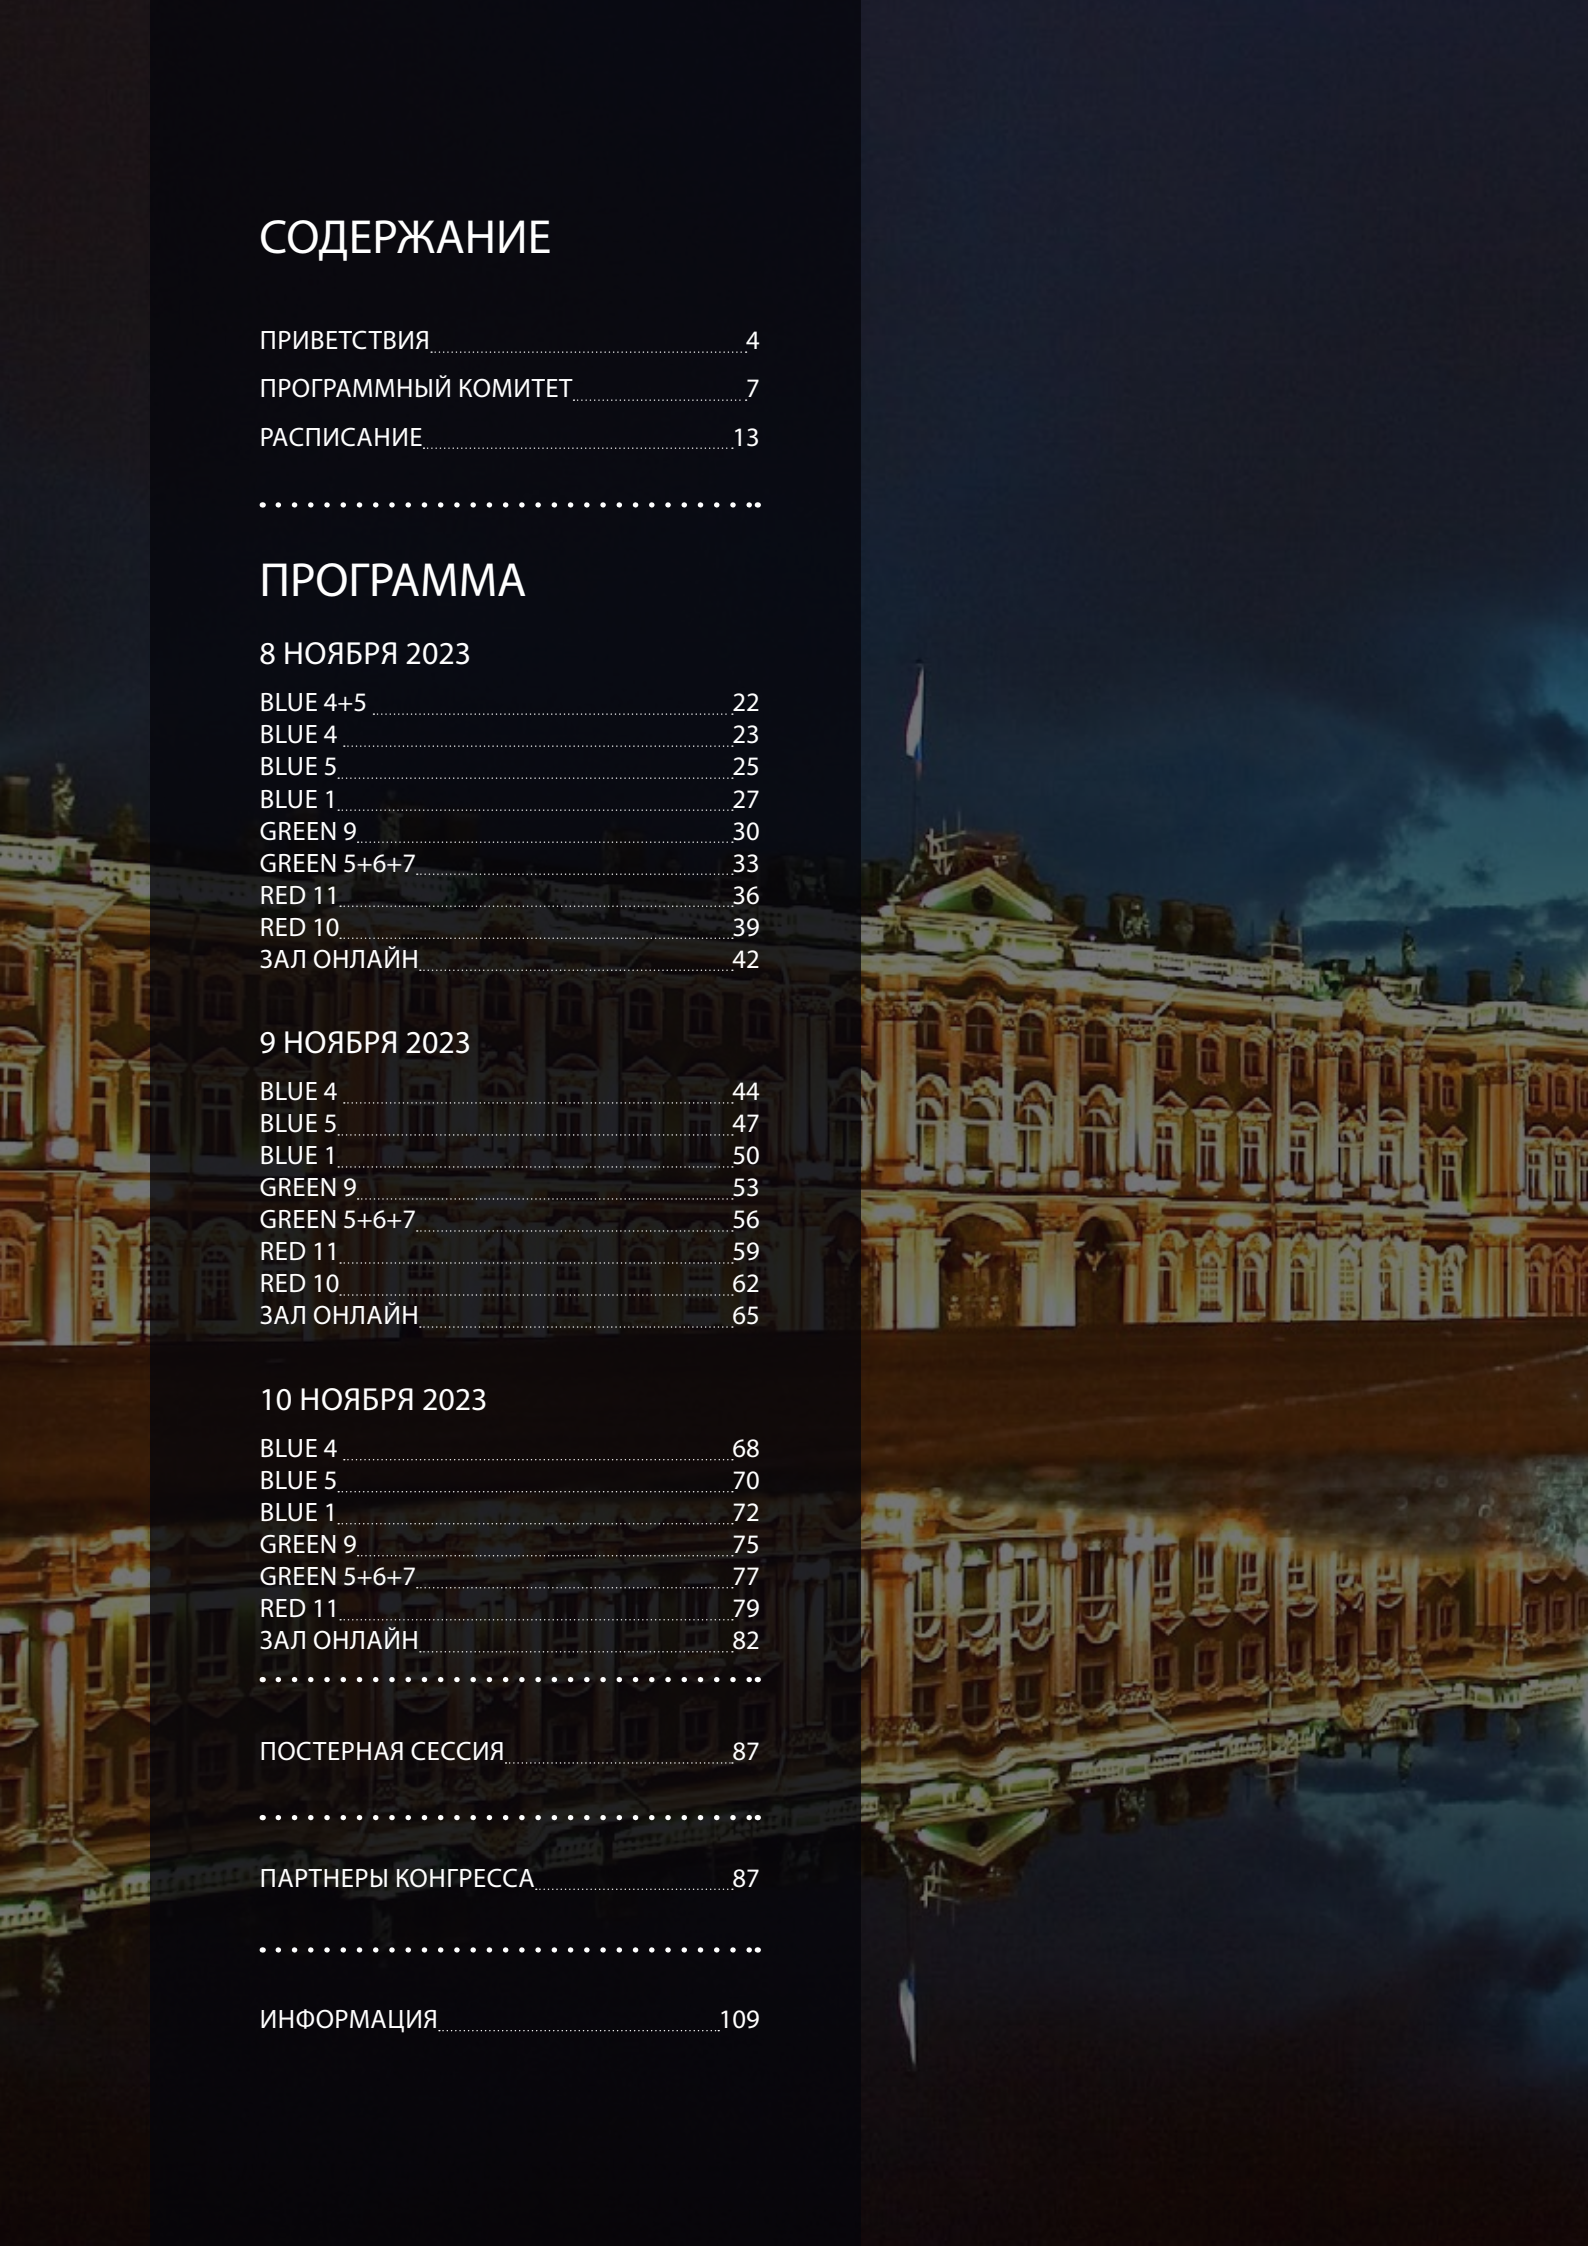 СОДЕРЖАНИЕ
ПРИВЕТСТВИЯ 4
ПРОГРАММНЫЙ КОМИТЕТ 7
РАСПИСАНИЕ 13
ПРОГРАММА
8 НОЯБРЯ 2023
BLUE 4+5 22
BLUE 4 23
BLUE 5 25
BLUE 1 27
GREEN 9 30
GREEN 5+6+7 33
RED 11 36
RED 10 39
ЗАЛ ОНЛАЙН 42
9 НОЯБРЯ 2023
BLUE 4 44
BLUE 5 47
BLUE 1 50
GREEN 9 53
GREEN 5+6+7 56
RED 11 59
RED 10 62
ЗАЛ ОНЛАЙН 65
10 НОЯБРЯ 2023
BLUE 4 68
BLUE 5 70
BLUE 1 72
GREEN 9 75
GREEN 5+6+7 77
RED 11 79
ЗАЛ ОНЛАЙН 82
ПОСТЕРНАЯ СЕССИЯ 87
ПАРТНЕРЫ КОНГРЕССА 87
ИНФОРМАЦИЯ 109